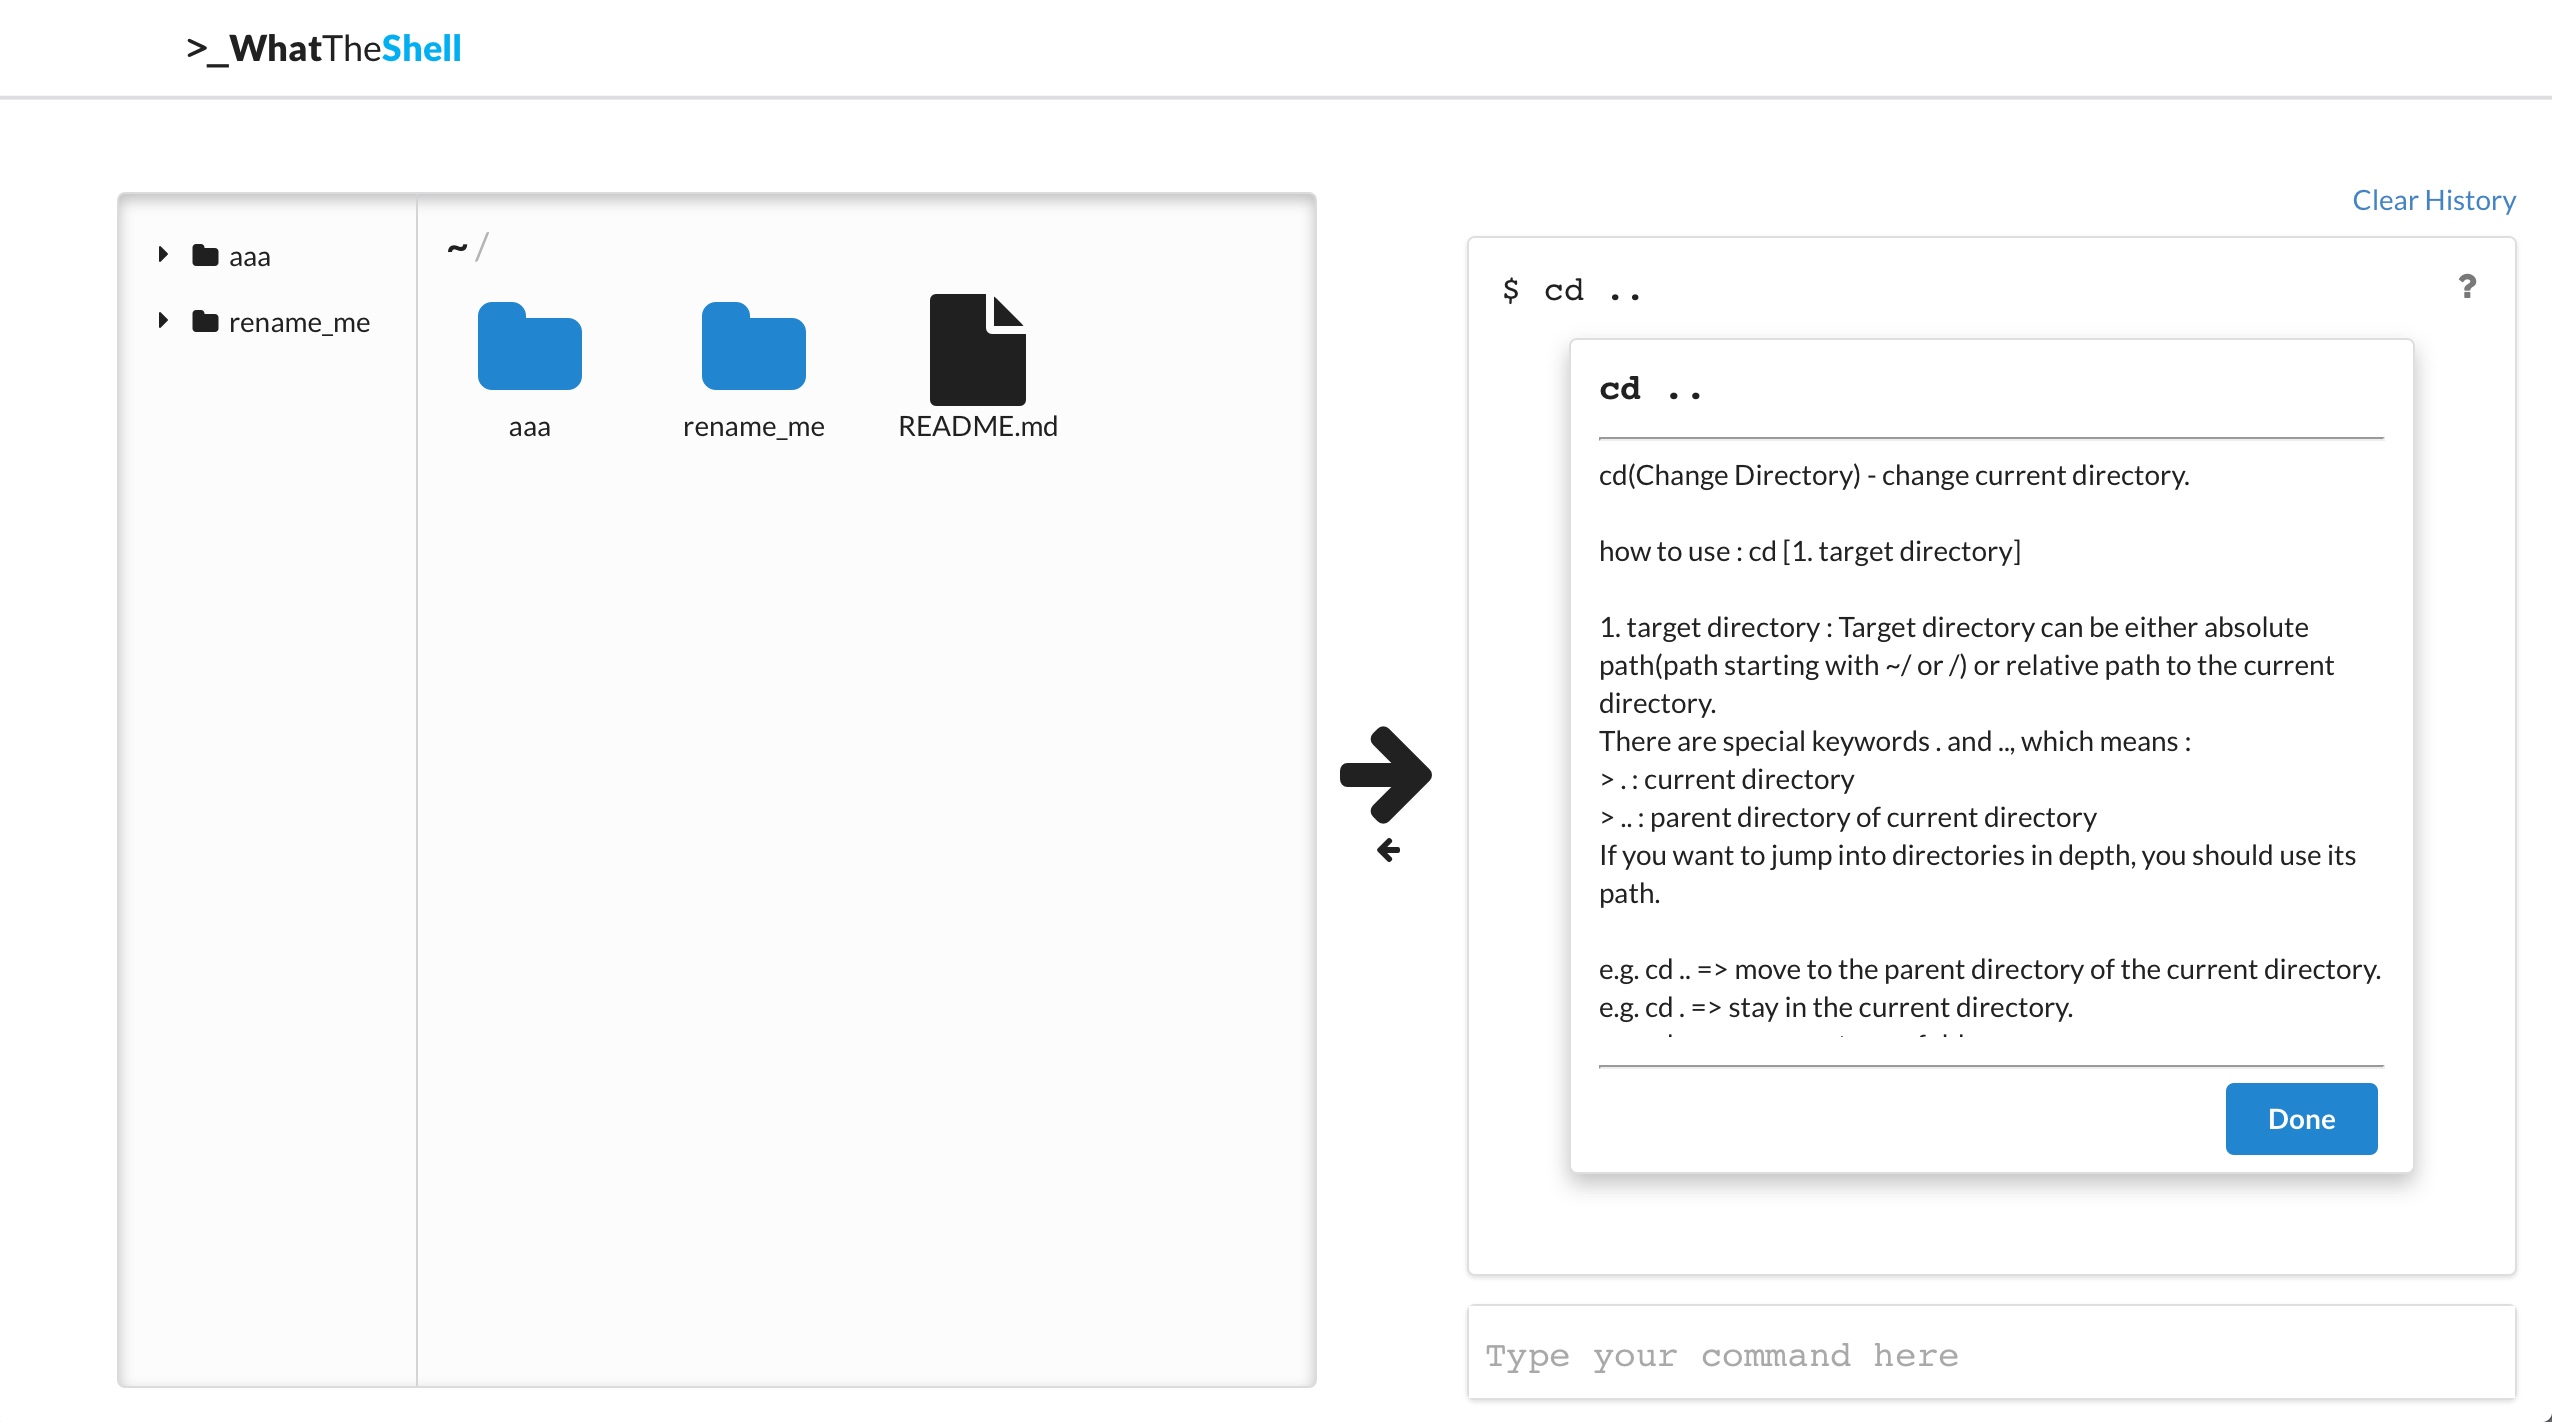 >_WhatTheShell
aaa
rename_me
~ /
aaa
rename_me
README.md
Clear History
$ cd ..
?
cd ..
cd(Change Directory) - change current directory.
how to use : cd [1. target directory]
1. target directory : Target directory can be either absolute
path(path starting with ~/ or /) or relative path to the current
directory.
There are special keywords . and .., which means :
> . : current directory
> .. : parent directory of current directory
If you want to jump into directories in depth, you should use its
path.
e.g. cd .. => move to the parent directory of the current directory.
e.g. cd . => stay in the current directory.
Done
Type your command here